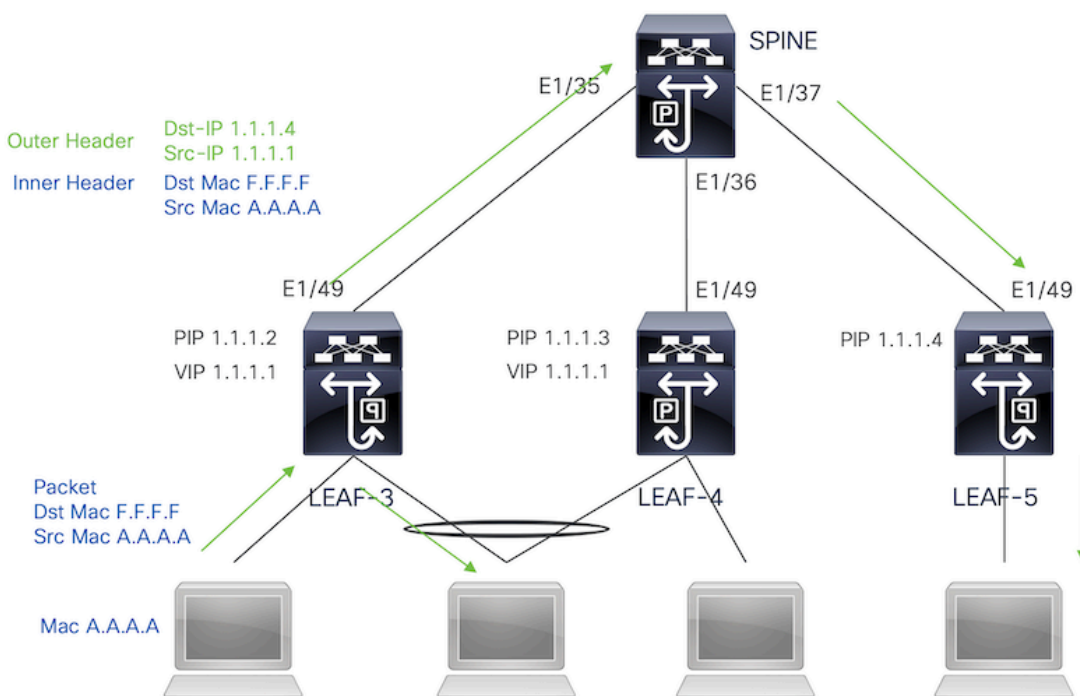 SPINE
E1/35
E1/37
Outer Header
Dst-IP 1.1.1.4
Src-IP 1.1.1.1
Inner Header
Dst Mac F.F.F.F
Src Mac A.A.A.A
P
E1/36
E1/49
E1/49
E1/49
PIP 1.1.1.2
VIP 1.1.1.1
PIP 1.1.1.3
VIP 1.1.1.1
PIP 1.1.1.4
P
P
P
Packet
Dst Mac F.F.F.F
Src Mac A.A.A.A
LEAF-3
LEAF-4
LEAF-5
Mac A.A.A.A